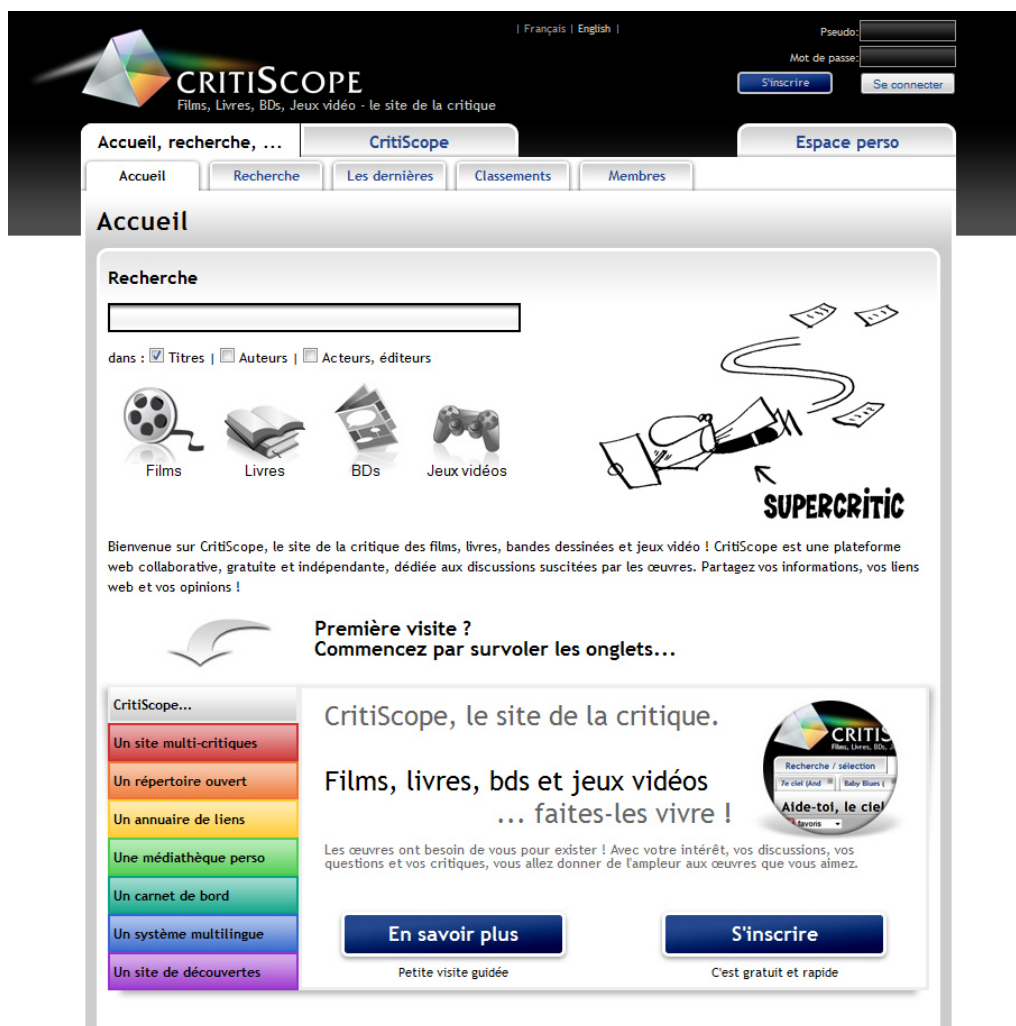 | Français | English |
Pseudo:
Mot de passe:
S'inscrire
Se connecter
CRITISCOPE
Films, Livres, BDs, Jeux vidéo - le site de la critique
Accueil, recherche, ...
CritiScope
Espace perso
Accueil
Recherche
Les dernières
Classements
Membres
Accueil
Recherche
dans : Titres | Auteurs | Acteurs, éditeurs
Films
Livres
BDs
Jeux vidéos
SUPERCRITIC
Bienvenue sur CritiScope, le site de la critique des films, livres, bandes dessinées et jeux vidéo ! CritiScope est une plateforme
web collaborative, gratuite et indépendante, dédiée aux discussions suscitées par les œuvres. Partagez vos informations, vos liens
web et vos opinions !
Première visite ?
Commencez par survoler les onglets...
CritiScope...
Un site multi-critiques
Un répertoire ouvert
Un annuaire de liens
Une médiathèque perso
Un carnet de bord
Un système multilingue
Un site de découvertes
CritiScope, le site de la critique.
Films, livres, bds et jeux vidéos
... faites-les vivre !
CRITIS
Films, Livres, BDs, J
Recherche / sélection
7e ciel (And
Baby Blues (
Aide-toi, le ciel
favoris
Les œuvres ont besoin de vous pour exister ! Avec votre intérêt, vos discussions, vos
questions et vos critiques, vous allez donner de l'ampleur aux œuvres que vous aimez.
En savoir plus
Petite visite guidée
S'inscrire
C'est gratuit et rapide